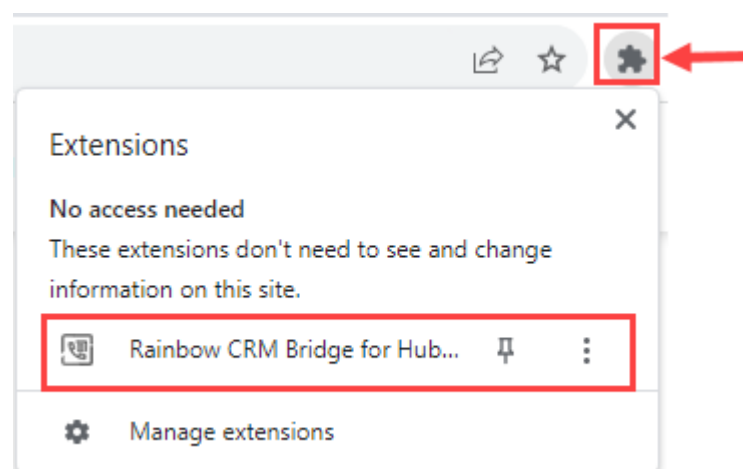 Extensions
No access needed
These extensions don't need to see and change
information on this site.
Rainbow CRM Bridge for Hub...
Manage extensions